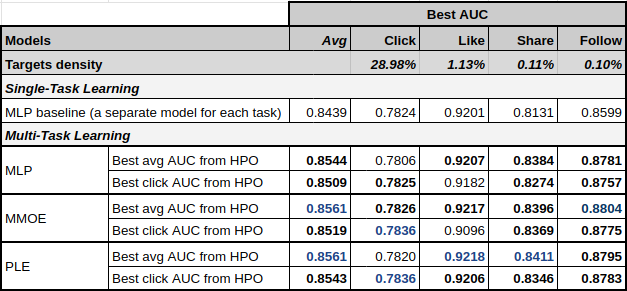 Best AUC
Models Avg Click Like Share Follow
Targets density 28.98% 1.13% 0.11% 0.10%
Single-Task Learning
MLP baseline (a separate model for each task) 0.8439 0.7824 0.9201 0.8131 0.8599
Multi-Task Learning
MLP
Best avg AUC from HPO 0.8544 0.7806 0.9207 0.8384 0.8781
Best click AUC from HPO 0.8509 0.7825 0.9182 0.8274 0.8757
MMOE
Best avg AUC from HPO 0.8561 0.7826 0.9217 0.8396 0.8804
Best click AUC from HPO 0.8519 0.7836 0.9096 0.8369 0.8775
PLE
Best avg AUC from HPO 0.8561 0.7820 0.9218 0.8411 0.8795
Best click AUC from HPO 0.8543 0.7836 0.9206 0.8346 0.8783